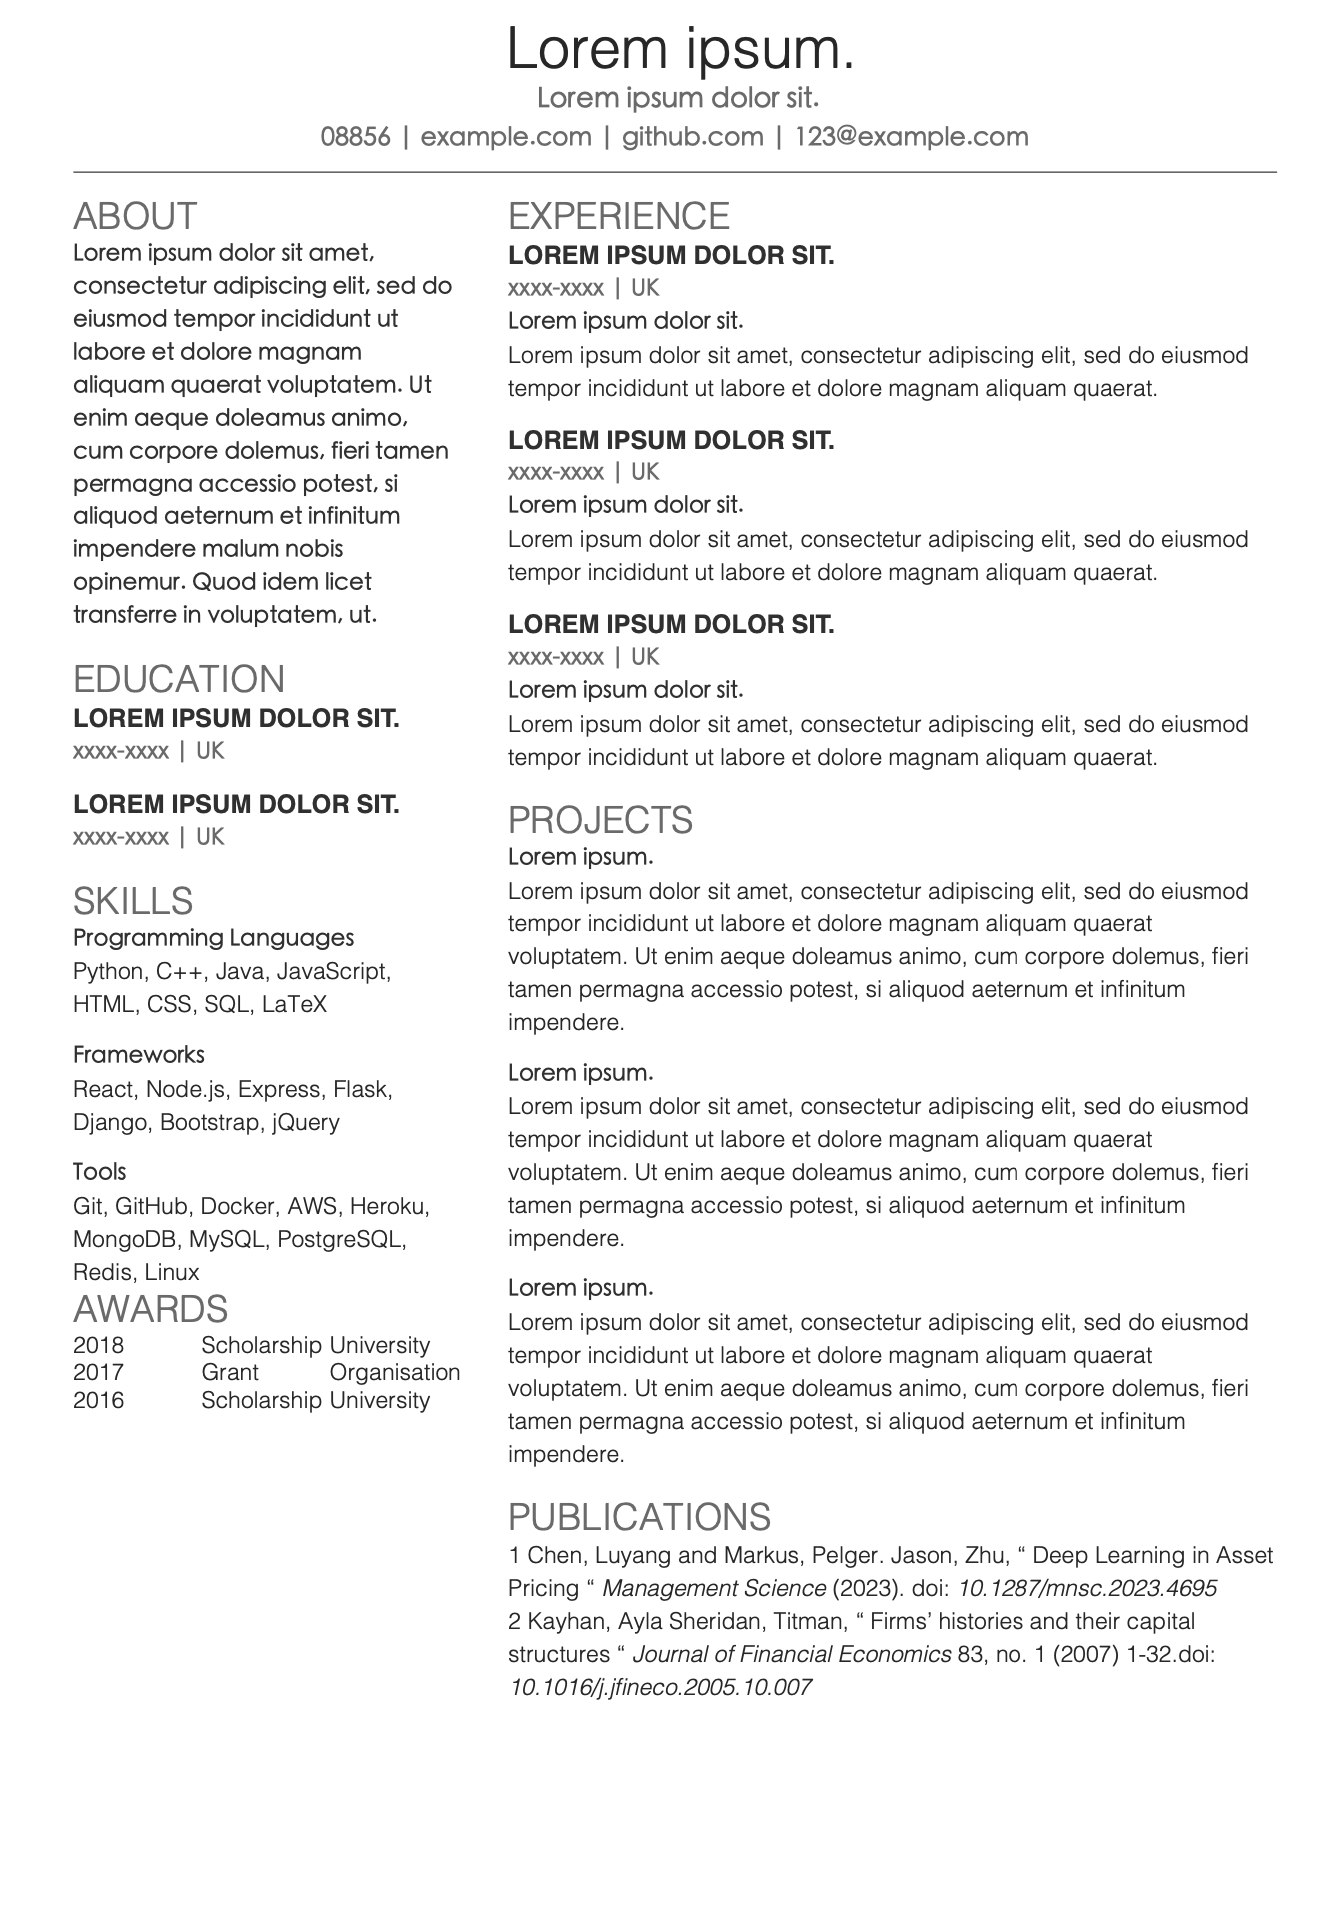 Lorem ipsum.
Lorem ipsum dolor sit.
08856 | example.com | github.com | 123@example.com
ABOUT
Lorem ipsum dolor sit amet,
consectetur adipiscing elit, sed do
eiusmod tempor incididunt ut
labore et dolore magnam
aliquam quaerat voluptatem. Ut
enim aeque doleamus animo,
cum corpore dolemus, fieri tamen
permagna accessio potest, si
aliquod aeternum et infinitum
impendere malum nobis
opinemur. Quod idem licet
transferre in voluptatem, ut.
EDUCATION
LOREM IPSUM DOLOR SIT.
xxxx-xxxx | UK
LOREM IPSUM DOLOR SIT.
xxxx-xxxx | UK
SKILLS
Programming Languages
Python, C++, Java, JavaScript,
HTML, CSS, SQL, LaTeX
Frameworks
React, Node.js, Express, Flask,
Django, Bootstrap, jQuery
Tools
Git, GitHub, Docker, AWS, Heroku,
MongoDB, MySQL, PostgreSQL,
Redis, Linux
AWARDS
2018 Scholarship University
2017 Grant Organisation
2016 Scholarship University
EXPERIENCE
LOREM IPSUM DOLOR SIT.
xxxx-xxxx | UK
Lorem ipsum dolor sit.
Lorem ipsum dolor sit amet, consectetur adipiscing elit, sed do eiusmod
tempor incididunt ut labore et dolore magnam aliquam quaerat.
LOREM IPSUM DOLOR SIT.
xxxx-xxxx | UK
Lorem ipsum dolor sit.
Lorem ipsum dolor sit amet, consectetur adipiscing elit, sed do eiusmod
tempor incididunt ut labore et dolore magnam aliquam quaerat.
LOREM IPSUM DOLOR SIT.
xxxx-xxxx | UK
Lorem ipsum dolor sit.
Lorem ipsum dolor sit amet, consectetur adipiscing elit, sed do eiusmod
tempor incididunt ut labore et dolore magnam aliquam quaerat.
PROJECTS
Lorem ipsum.
Lorem ipsum dolor sit amet, consectetur adipiscing elit, sed do eiusmod
tempor incididunt ut labore et dolore magnam aliquam quaerat
voluptatem. Ut enim aeque doleamus animo, cum corpore dolemus, fieri
tamen permagna accessio potest, si aliquod aeternum et infinitum
impendere.
Lorem ipsum.
Lorem ipsum dolor sit amet, consectetur adipiscing elit, sed do eiusmod
tempor incididunt ut labore et dolore magnam aliquam quaerat
voluptatem. Ut enim aeque doleamus animo, cum corpore dolemus, fieri
tamen permagna accessio potest, si aliquod aeternum et infinitum
impendere.
Lorem ipsum.
Lorem ipsum dolor sit amet, consectetur adipiscing elit, sed do eiusmod
tempor incididunt ut labore et dolore magnam aliquam quaerat
voluptatem. Ut enim aeque doleamus animo, cum corpore dolemus, fieri
tamen permagna accessio potest, si aliquod aeternum et infinitum
impendere.
PUBLICATIONS
1 Chen, Luyang and Markus, Pelger. Jason, Zhu, “ Deep Learning in Asset
Pricing “ Management Science (2023). doi: 10.1287/mnsc.2023.4695
2 Kayhan, Ayla Sheridan, Titman, “ Firms’ histories and their capital
structures “ Journal of Financial Economics 83, no. 1 (2007) 1-32.doi:
10.1016/j.jfineco.2005.10.007